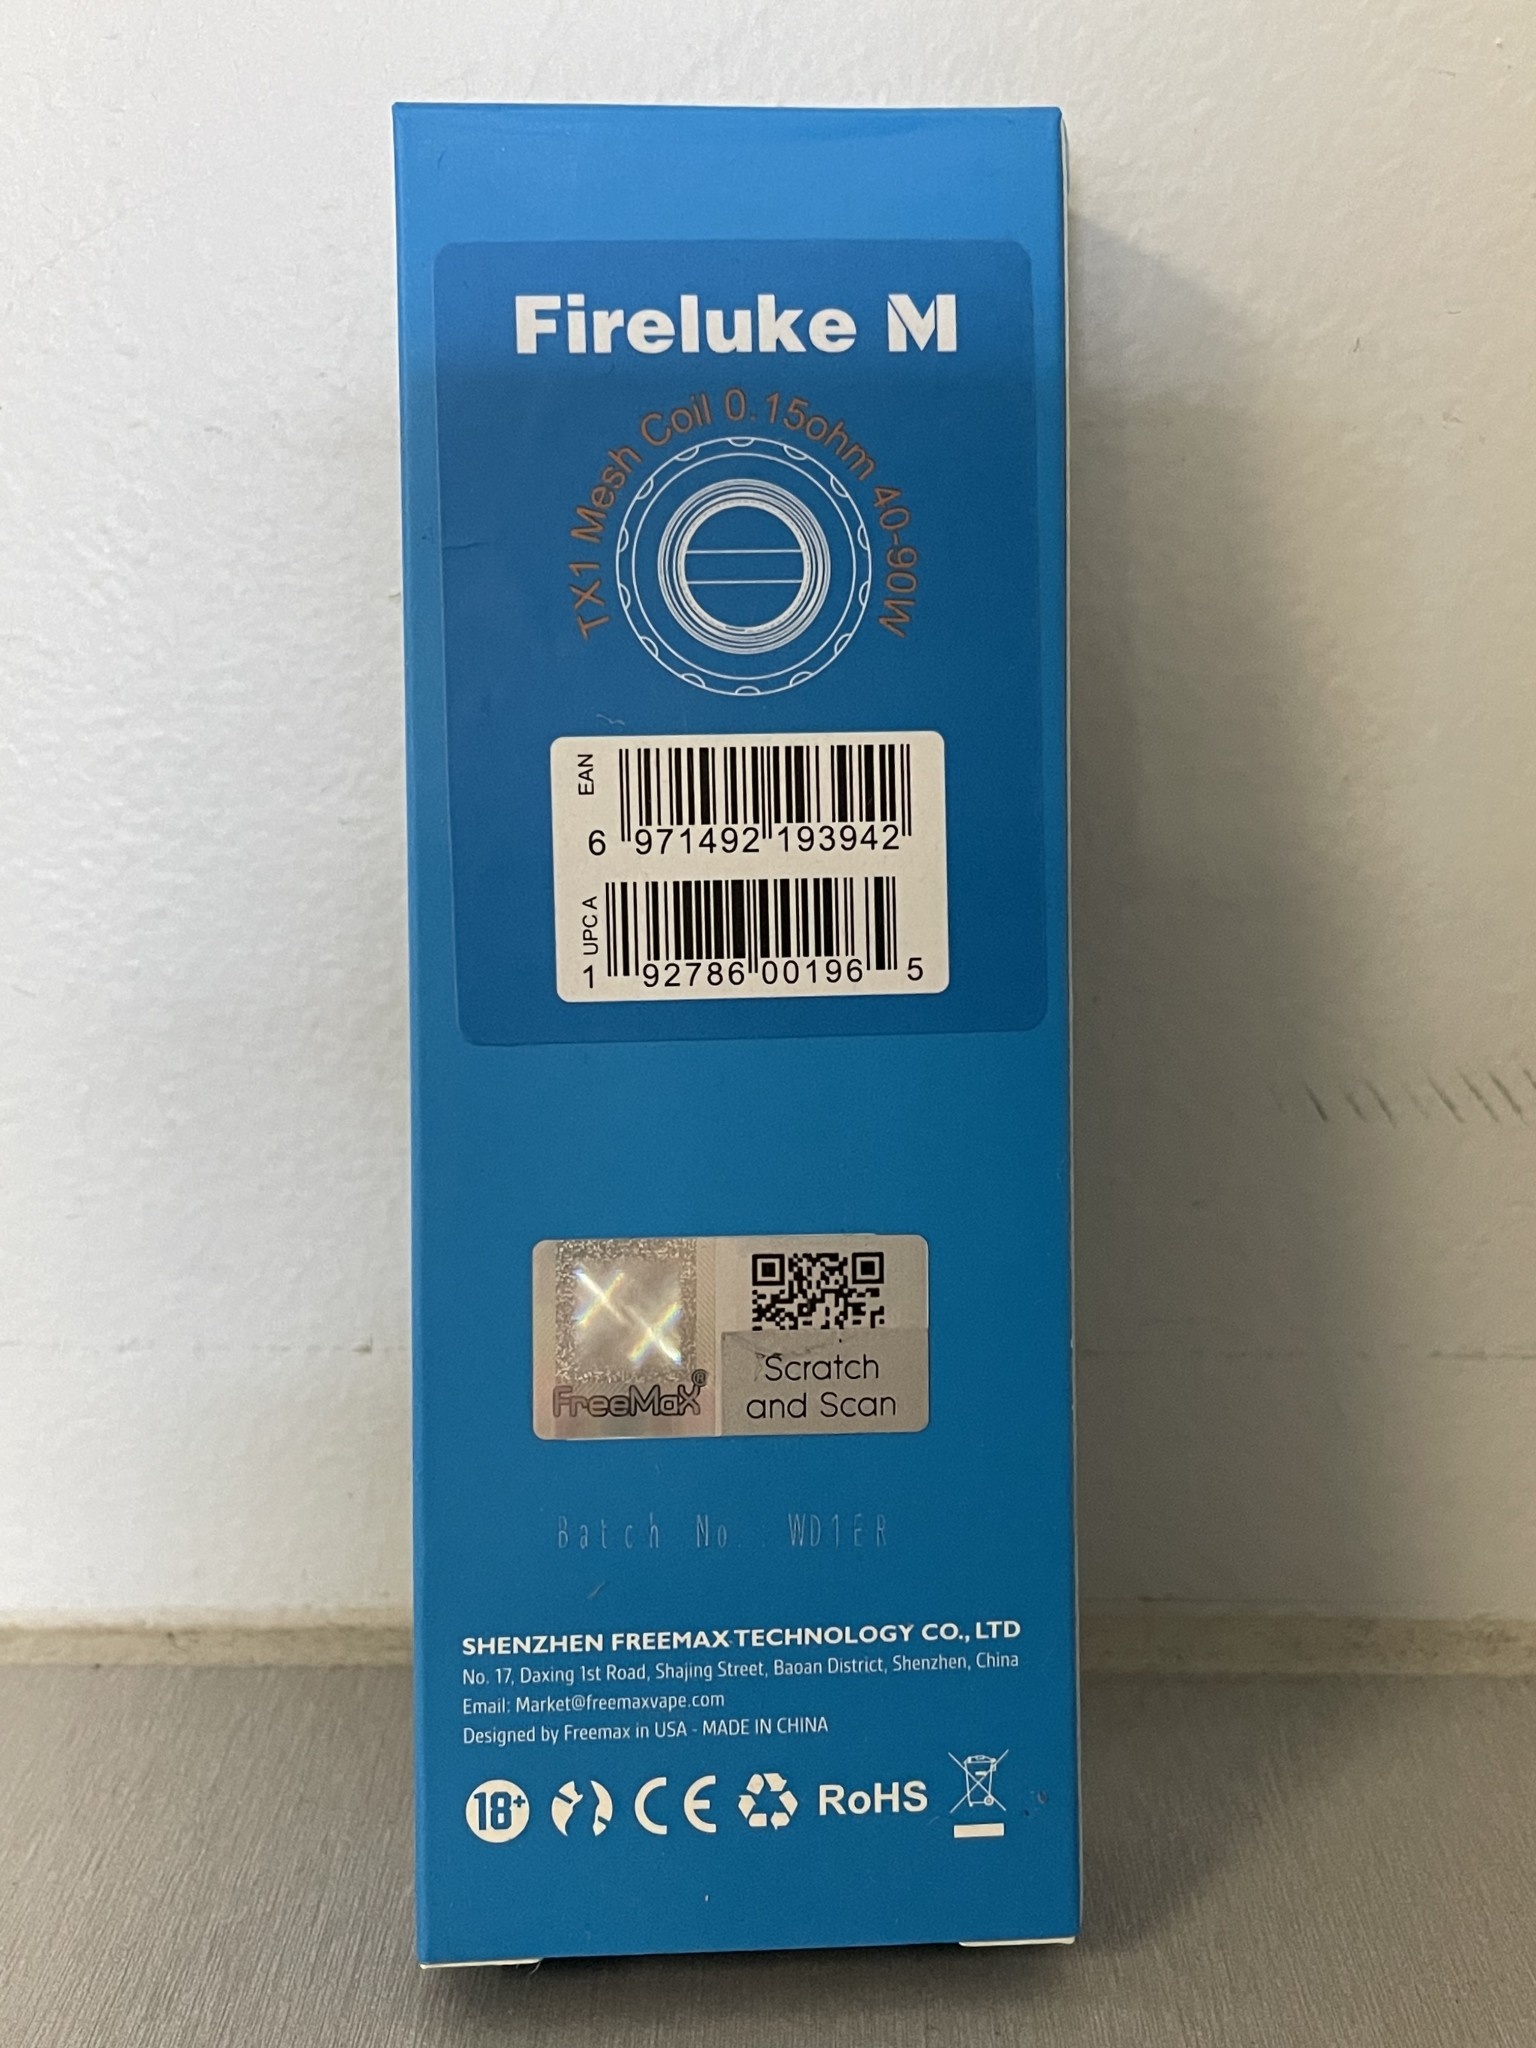 Fireluke M
TX1 Mesh Coil 0.15ohm 40-90W
EAN
6 971492 193942
UPC A
1 92786 00196 5
FreeMaX®
Scratch
and Scan
Batch No.: WD1ER
SHENZHEN FREEMAX TECHNOLOGY CO., LTD
No. 17, Daxing 1st Road, Shajing Street, Baoan District, Shenzhen, China
Email: Market@freemaxvape.com
Designed by Freemax in USA - MADE IN CHINA
18+ CE RoHS